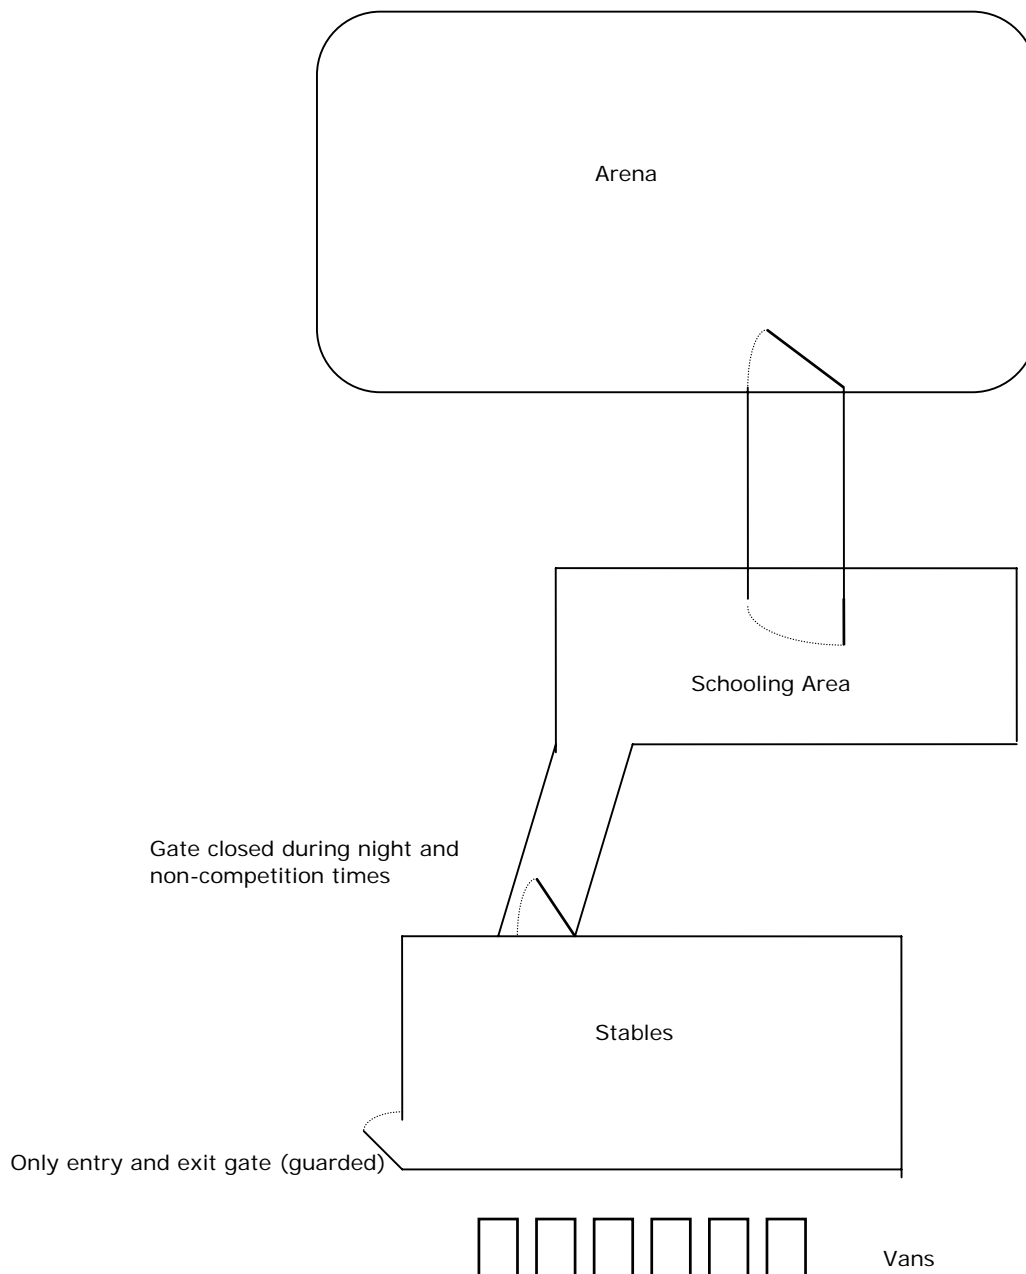 Arena
Schooling Area
Gate closed during night and
non-competition times
Stables
Only entry and exit gate (guarded)
Vans